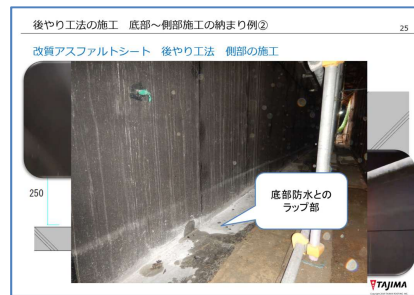 後やり工法の施工　底部～側部施工の納まり例②
25
改質アスファルトシート　後やり工法　側部の施工
250
底部防水との
ラップ部
TAJIMA